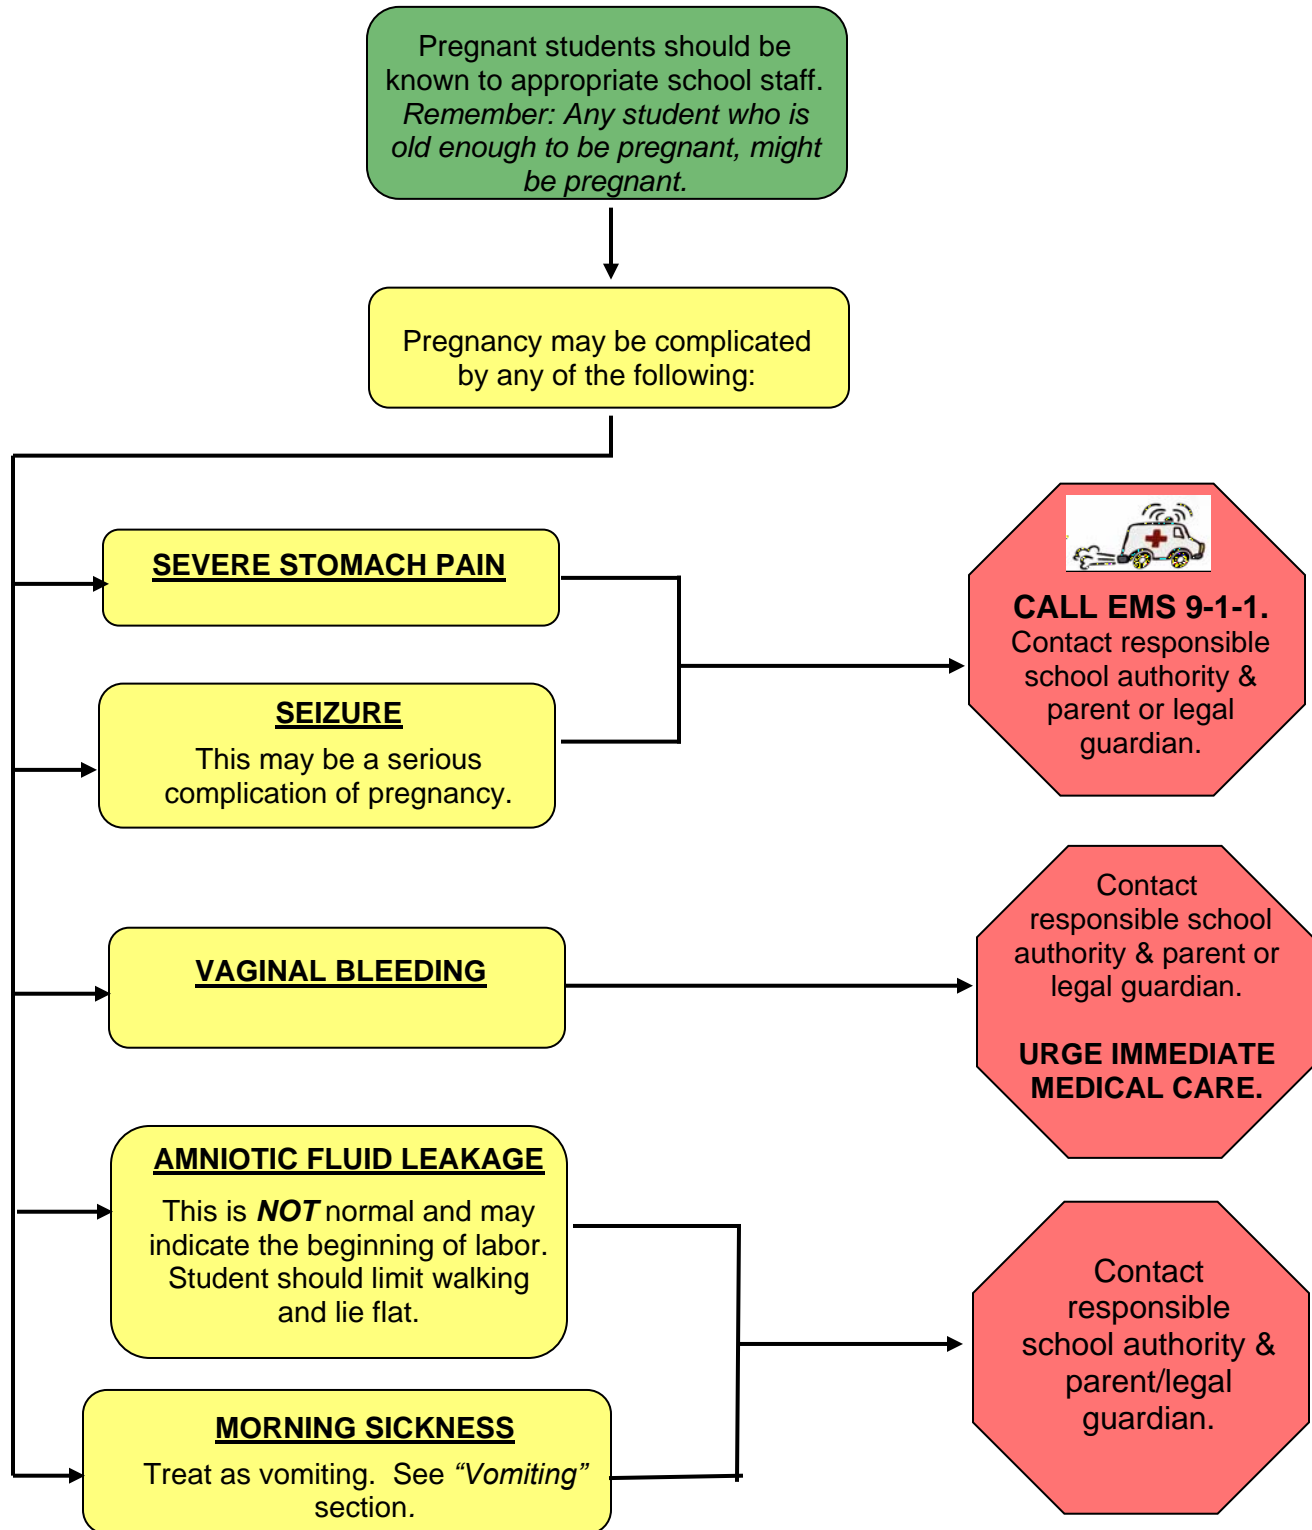 Pregnant students should be
known to appropriate school staff.
Remember: Any student who is
old enough to be pregnant, might
be pregnant.
Pregnancy may be complicated
by any of the following:
SEVERE STOMACH PAIN
SEIZURE
This may be a serious
complication of pregnancy.
CALL EMS 9-1-1.
Contact responsible
school authority &
parent or legal
guardian.
VAGINAL BLEEDING
Contact
responsible school
authority & parent or
legal guardian.
URGE IMMEDIATE
MEDICAL CARE.
AMNIOTIC FLUID LEAKAGE
This is NOT normal and may
indicate the beginning of labor.
Student should limit walking
and lie flat.
MORNING SICKNESS
Treat as vomiting.  See “Vomiting”
section.
Contact
responsible
school authority &
parent/legal
guardian.